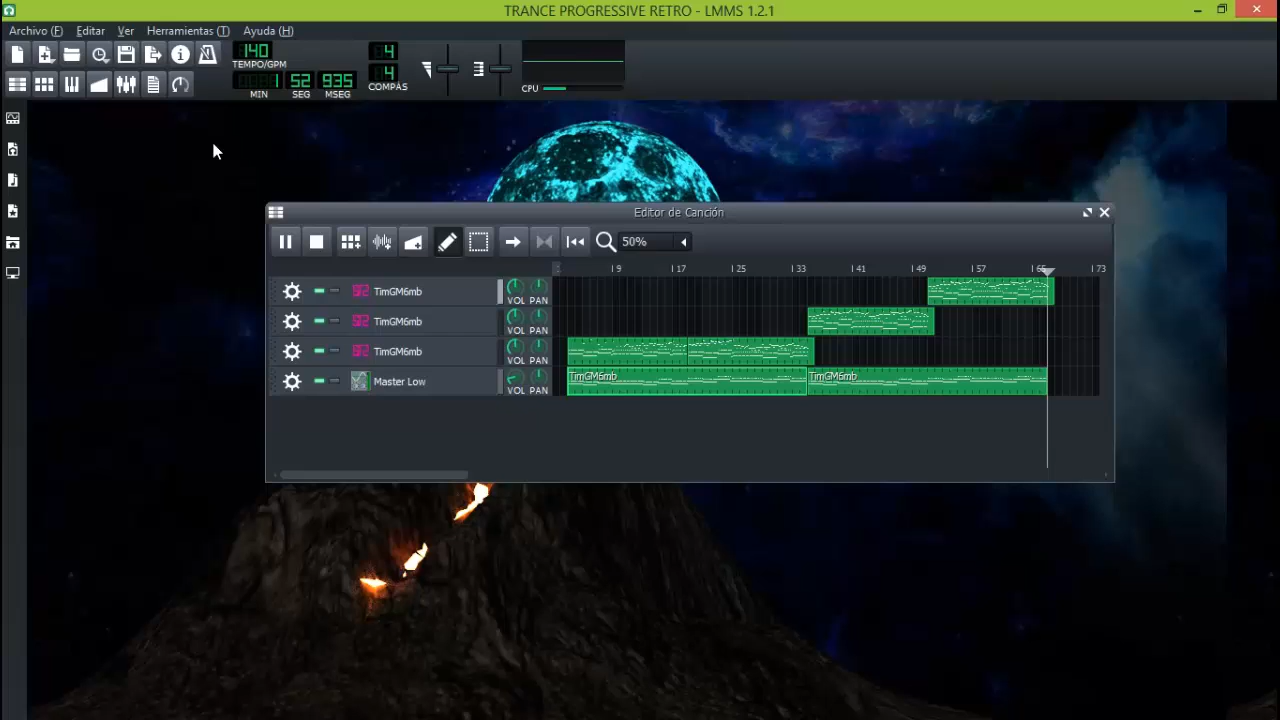 TRANCE PROGRESSIVE RETRO - LMMS 1.2.1
Archivo (F) Editar Ver Herramientas (T) Ayuda (H)
140
TEMPO/GPM
1 52 935
MIN SEG MSEG
4
4
COMPÁS
CPU
Editor de Canción
50%
9 17 25 33 41 49 57 65 73
TimGM6mb VOL PAN
TimGM6mb VOL PAN
TimGM6mb VOL PAN
Master Low VOL PAN
TimGM6mb TimGM6mb